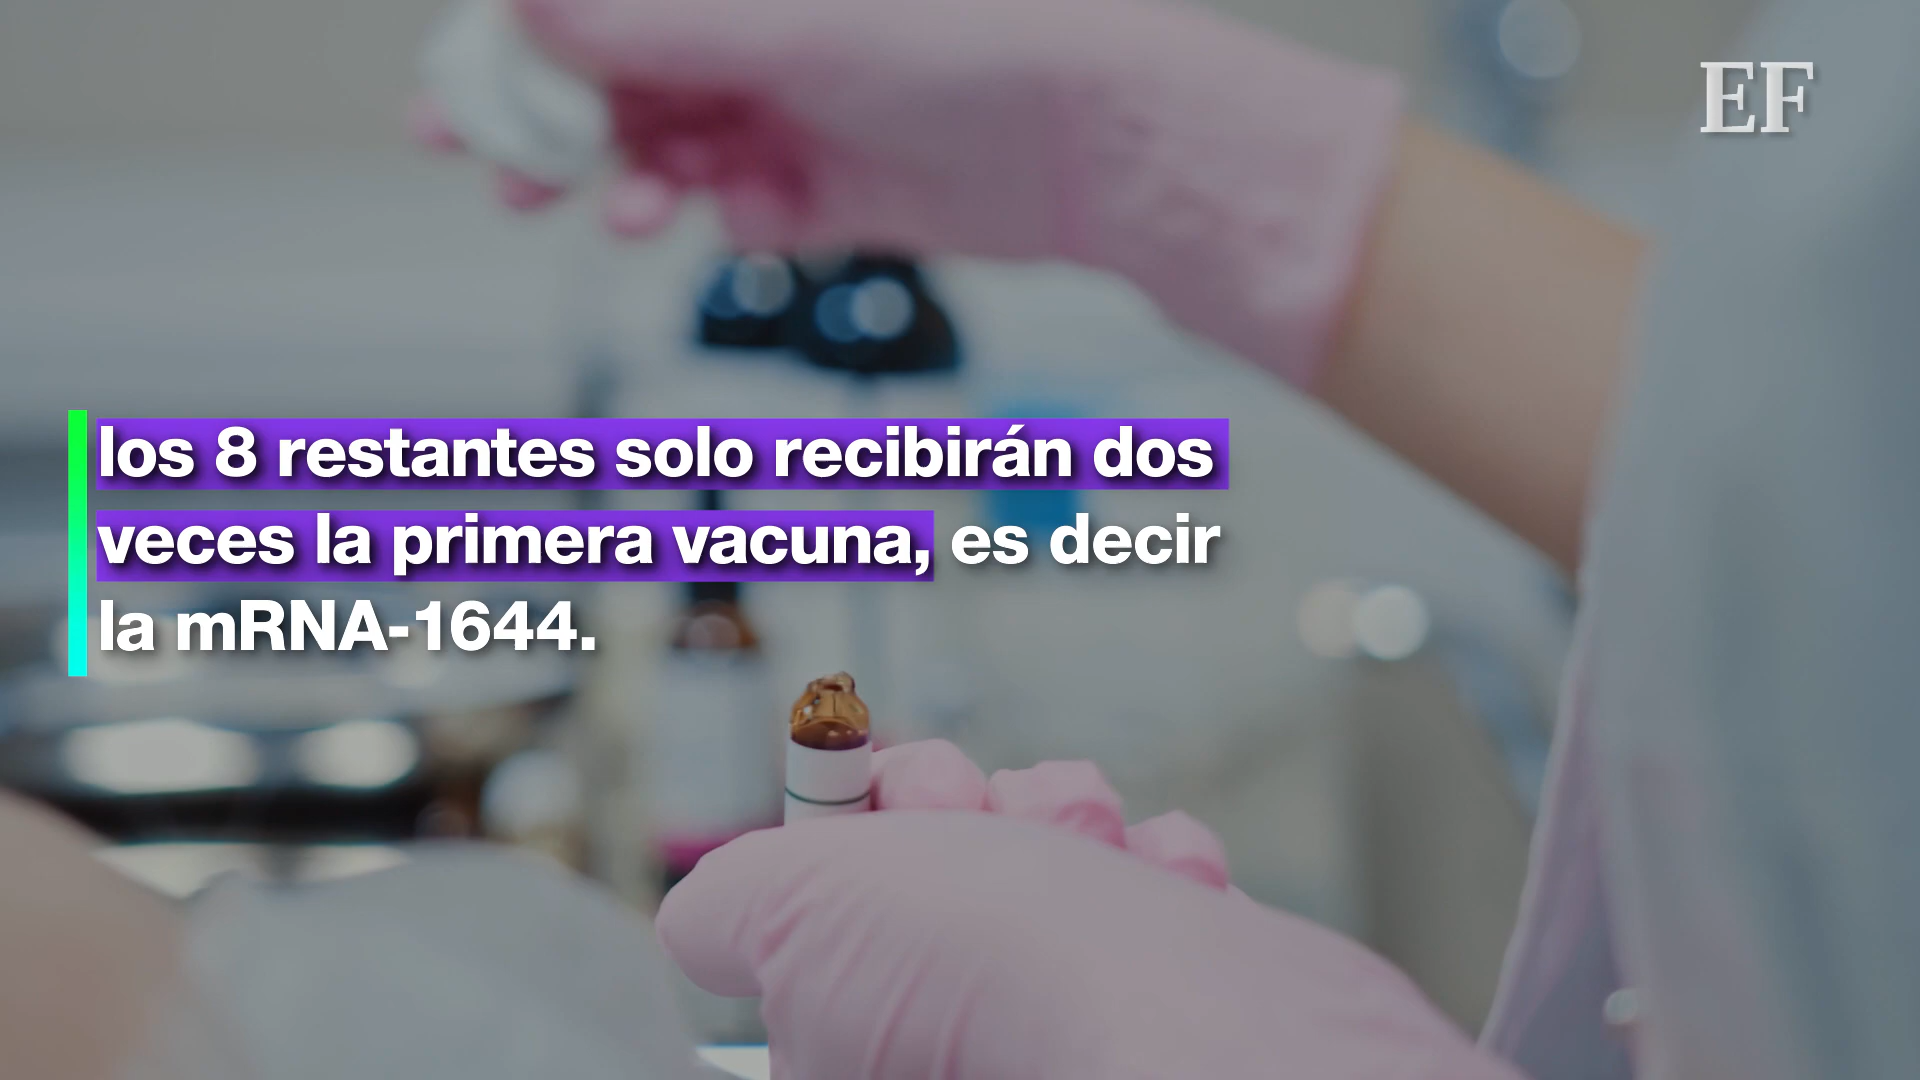 EF
los 8 restantes solo recibirán dos
veces la primera vacuna, es decir
la mRNA-1644.